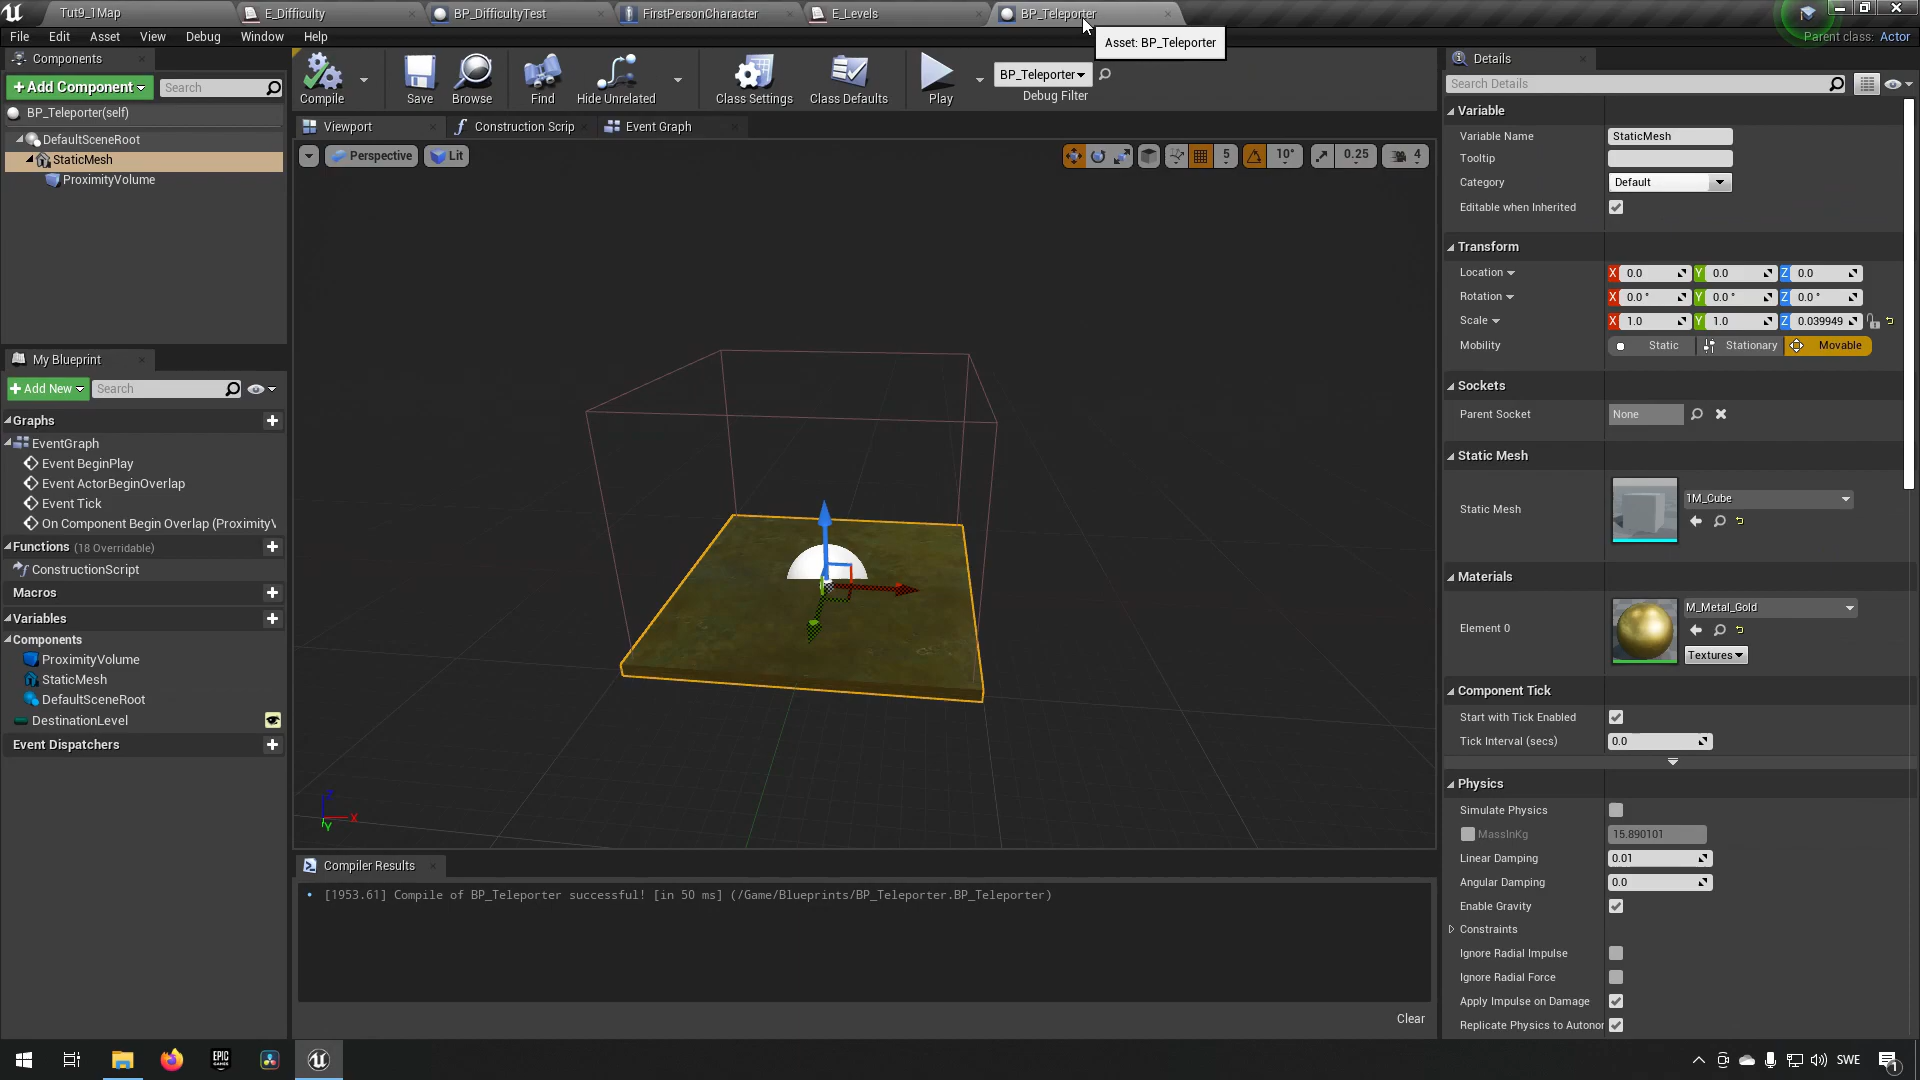 Tut9_1Map
E_Difficulty
BP_DifficultyTest
FirstPersonCharacter
E_Levels
BP_Teleporter
File Edit Asset View Debug Window Help
Asset: BP_Teleporter
Parent class: Actor
Components
Add Component
Search
BP_Teleporter(self)
DefaultSceneRoot
StaticMesh
ProximityVolume
Compile
Save
Browse
Find
Hide Unrelated
Class Settings
Class Defaults
Play
BP_Teleporter
Debug Filter
Viewport
Construction Scrip
Event Graph
Perspective
Lit
5
10°
0.25
4
X
Y
Z
My Blueprint
Add New
Search
Graphs
EventGraph
Event BeginPlay
Event ActorBeginOverlap
Event Tick
On Component Begin Overlap (Proximity\
Functions (18 Overridable)
ConstructionScript
Macros
Variables
Components
ProximityVolume
StaticMesh
DefaultSceneRoot
DestinationLevel
Event Dispatchers
Compiler Results
[1953.61] Compile of BP_Teleporter successful! [in 50 ms] (/Game/Blueprints/BP_Teleporter.BP_Teleporter)
Clear
Details
Search Details
Variable
Variable Name StaticMesh
Tooltip
Category Default
Editable when Inherited
Transform
Location X 0.0 Y 0.0 Z 0.0
Rotation X 0.0 ° Y 0.0 ° Z 0.0 °
Scale X 1.0 Y 1.0 Z 0.039949
Mobility Static Stationary Movable
Sockets
Parent Socket None
Static Mesh
Static Mesh 1M_Cube
Materials
Element 0 M_Metal_Gold
Textures
Component Tick
Start with Tick Enabled
Tick Interval (secs) 0.0
Physics
Simulate Physics
MassInKg 15.890101
Linear Damping 0.01
Angular Damping 0.0
Enable Gravity
Constraints
Ignore Radial Impulse
Ignore Radial Force
Apply Impulse on Damage
Replicate Physics to Autonor
EPIC GAMES
SWE
1